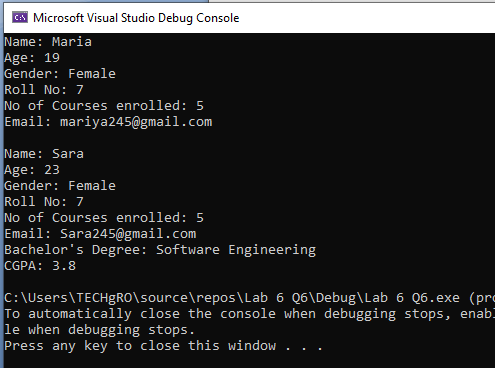 Microsoft Visual Studio Debug Console
Name: Maria
Age: 19
Gender: Female
Roll No: 7
No of Courses enrolled: 5
Email: mariya245@gmail.com
Name: Sara
Age: 23
Gender: Female
Roll No: 7
No of Courses enrolled: 5
Email: Sara245@gmail.com
Bachelor's Degree: Software Engineering
CGPA: 3.8
C:\Users\TECHgRO\source\repos\Lab 6 Q6\Debug\Lab 6 Q6.exe (pro
To automatically close the console when debugging stops, enabl
le when debugging stops.
Press any key to close this window . . .